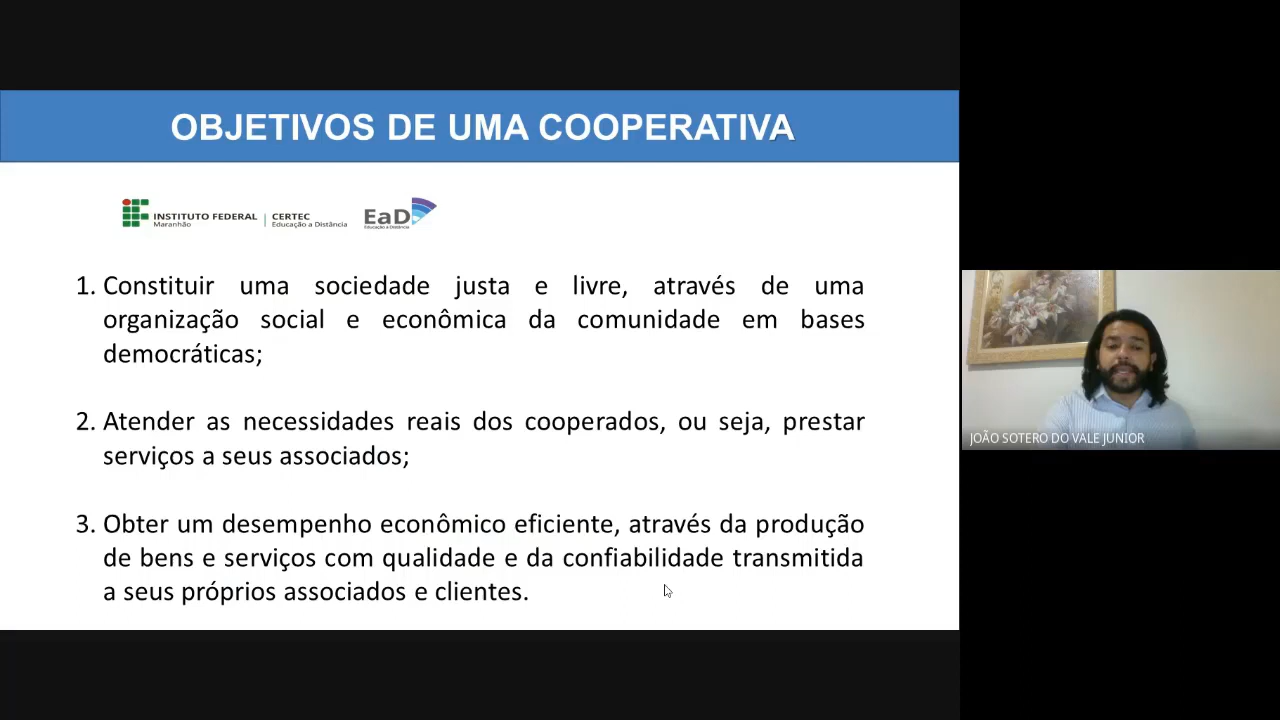 OBJETIVOS DE UMA COOPERATIVA
INSTITUTO FEDERAL
Maranhão
CERTEC
Educação a Distância
EaD
Educação a Distância
1. Constituir uma sociedade justa e livre, através de uma
organização social e econômica da comunidade em bases
democráticas;
2. Atender as necessidades reais dos cooperados, ou seja, prestar
serviços a seus associados;
3. Obter um desempenho econômico eficiente, através da produção
de bens e serviços com qualidade e da confiabilidade transmitida
a seus próprios associados e clientes.
JOÃO SOTERO DO VALE JUNIOR